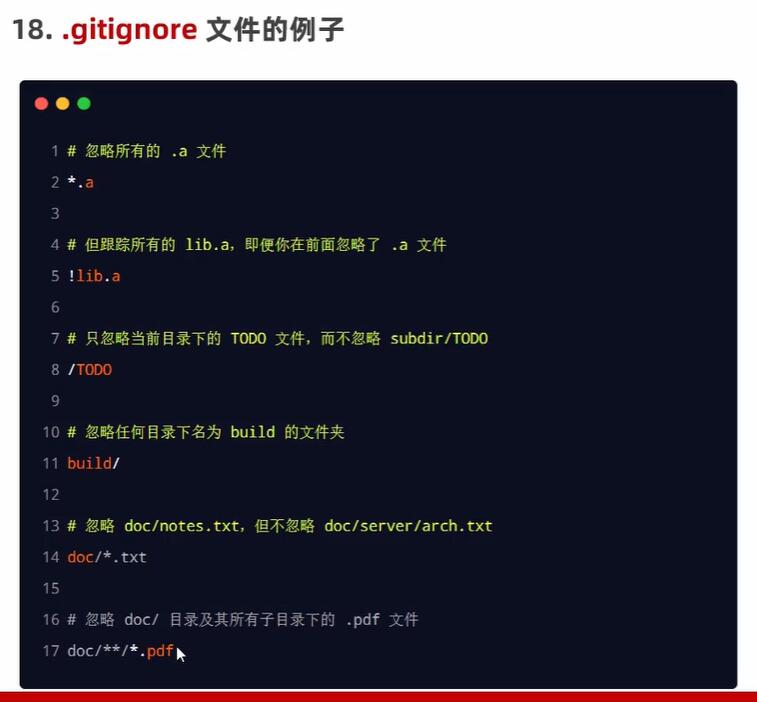 18. .gitignore 文件的例子
1 # 忽略所有的 .a 文件
2 *.a
3
4 # 但跟踪所有的 lib.a，即便你在前面忽略了 .a 文件
5 !lib.a
6
7 # 只忽略当前目录下的 TODO 文件，而不忽略 subdir/TODO
8 /TODO
9
10 # 忽略任何目录下名为 build 的文件夹
11 build/
12
13 # 忽略 doc/notes.txt，但不忽略 doc/server/arch.txt
14 doc/*.txt
15
16 # 忽略 doc/ 目录及其所有子目录下的 .pdf 文件
17 doc/**/*.pdf